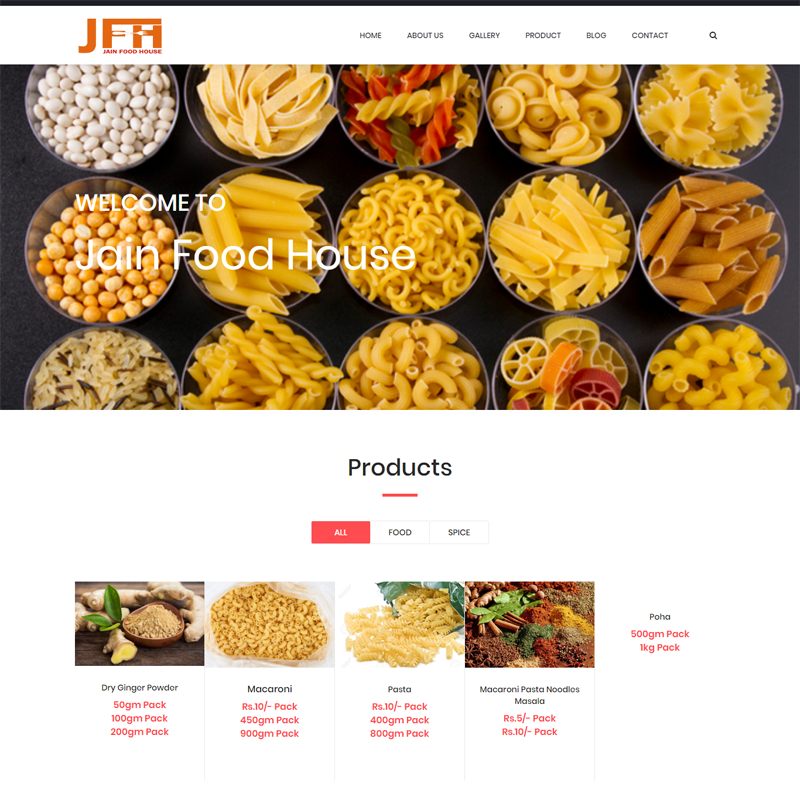 JFH
JAIN FOOD HOUSE
HOME ABOUT US GALLERY PRODUCT BLOG CONTACT
WELCOME TO
Jain Food House
Products
ALL FOOD SPICE
Dry Ginger Powder
50gm Pack
100gm Pack
200gm Pack
Macaroni
Rs.10/- Pack
450gm Pack
900gm Pack
Pasta
Rs.10/- Pack
400gm Pack
800gm Pack
Macaroni Pasta Noodles
Masala
Rs.5/- Pack
Rs.10/- Pack
Poha
500gm Pack
1kg Pack